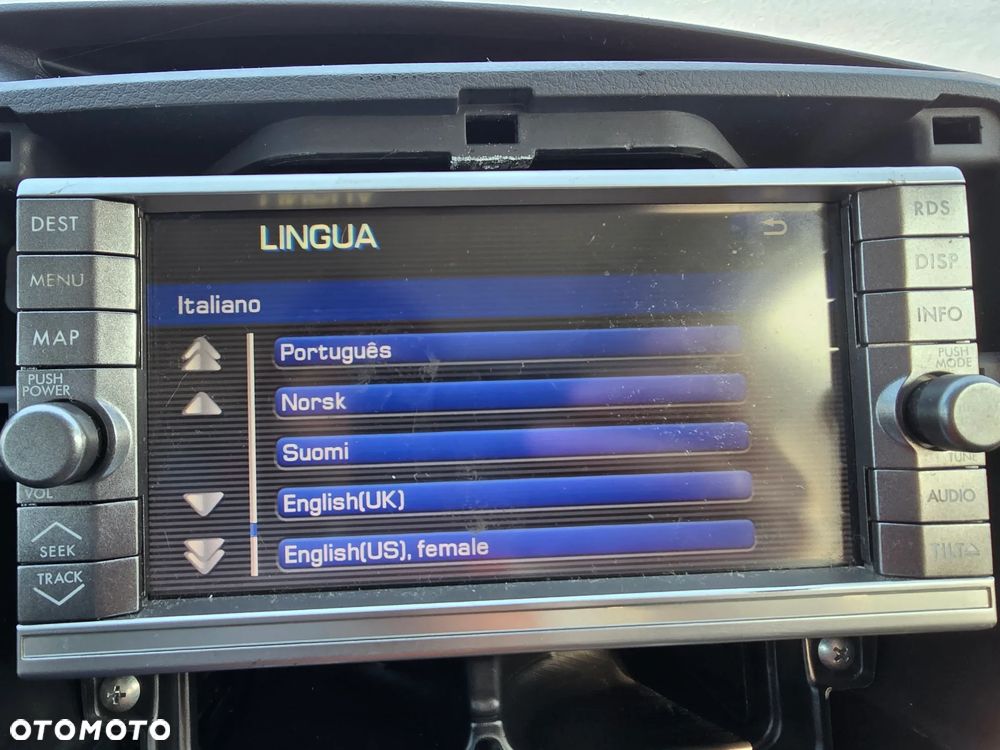 DEST
MENU
MAP
PUSH
POWER
VOL
SEEK
TRACK
LINGUA
Italiano
Português
Norsk
Suomi
English(UK)
English(US), female
RDS
DISP
INFO
PUSH
MODE
TUNE
AUDIO
TILT
OTOMOTO